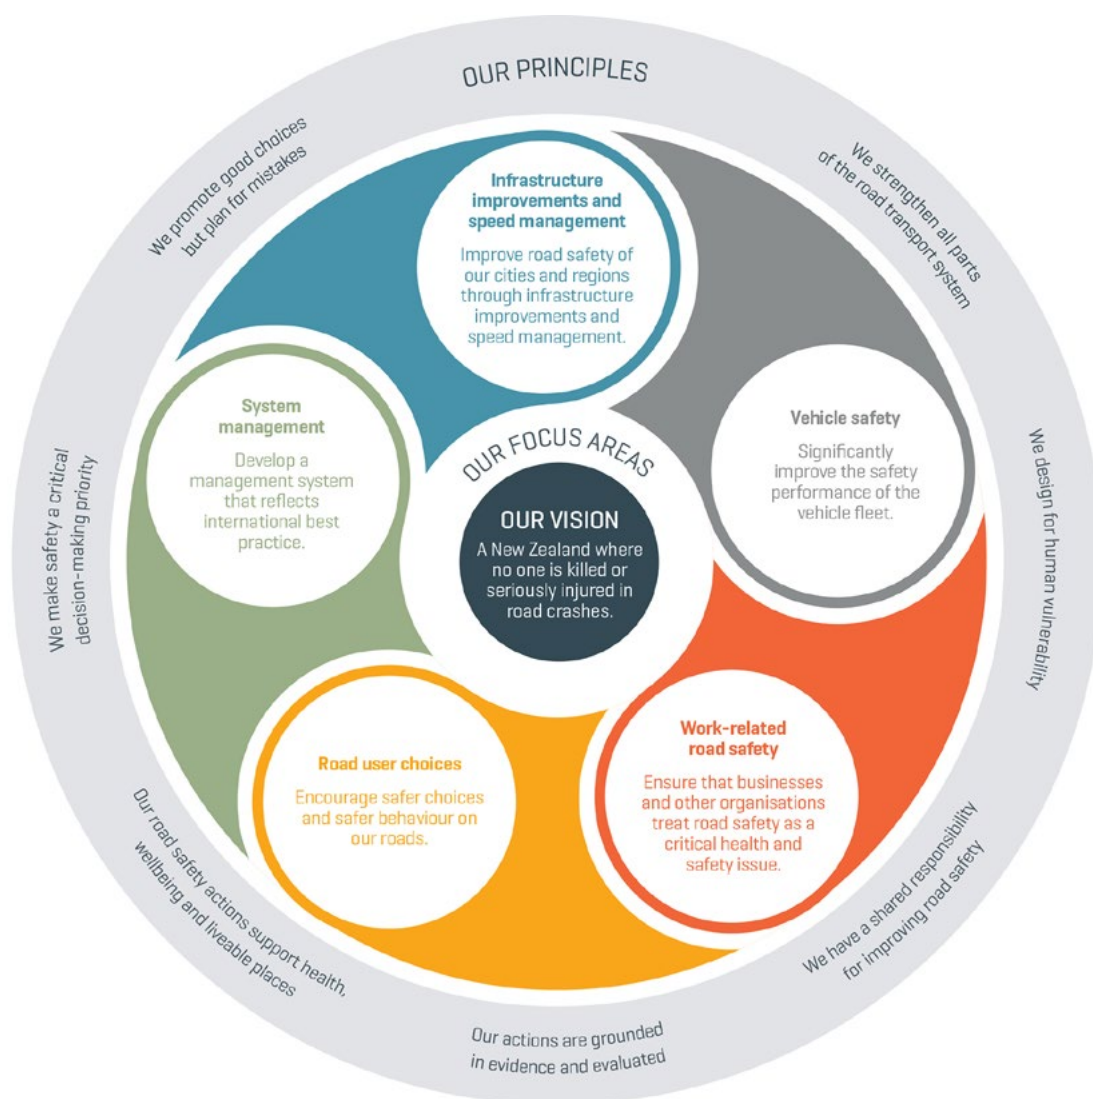 OUR PRINCIPLES
We promote good choices
but plan for mistakes
We strengthen all parts
of the road transport system
We design for human vulnerability
We have a shared responsibility
for improving road safety
Our actions are grounded
in evidence and evaluated
Our road safety actions support health,
wellbeing and liveable places
We make safety a critical
decision-making priority
Infrastructure
improvements and
speed management
Improve road safety of
our cities and regions
through infrastructure
improvements and
speed management.
Vehicle safety
Significantly
improve the safety
performance of the
vehicle fleet.
Work-related
road safety
Ensure that businesses
and other organisations
treat road safety as a
critical health and
safety issue.
Road user choices
Encourage safer choices
and safer behaviour on
our roads.
System
management
Develop a
management system
that reflects
international best
practice.
OUR FOCUS AREAS
OUR VISION
A New Zealand where
no one is killed or
seriously injured in
road crashes.